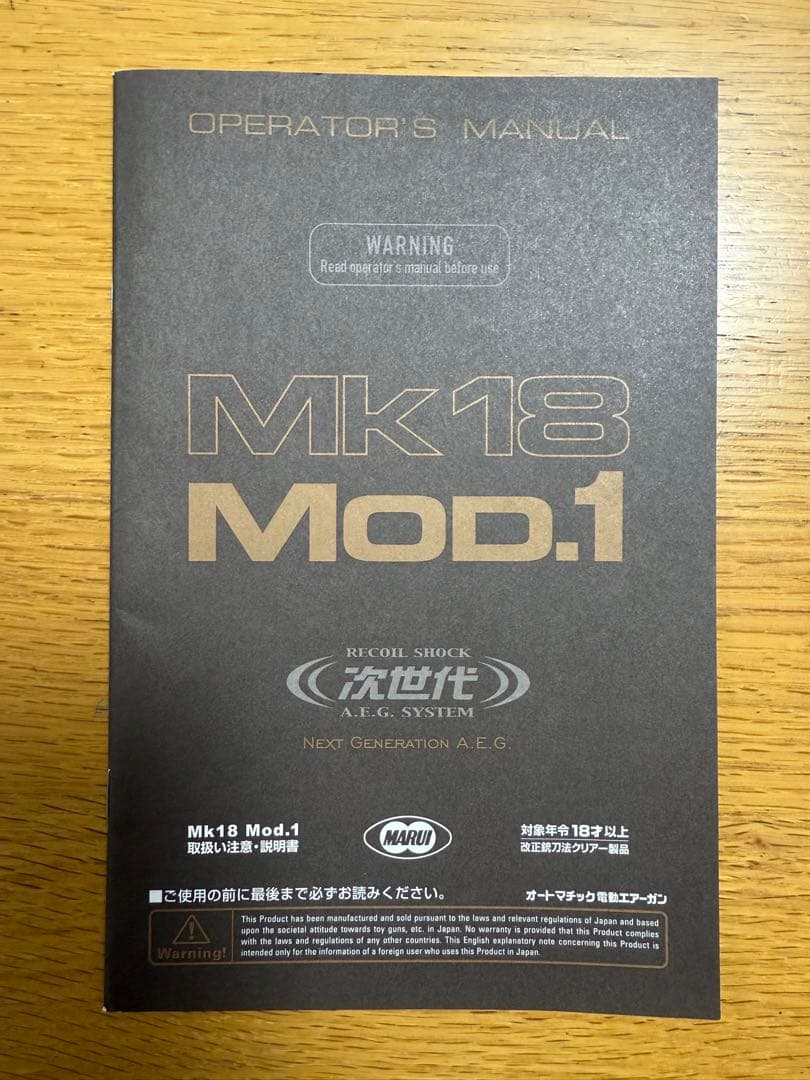 OPERATOR'S MANUAL
WARNING
Read operator's manual before use
Mk18
MOD.1
RECOIL SHOCK
次世代
A.E.G. SYSTEM
NEXT GENERATION A.E.G.
Mk18 Mod.1
取扱い注意・説明書
MARUI
対象年令18才以上
改正銃刀法クリアー製品
■ご使用の前に最後まで必ずお読みください。
オートマチック電動エアーガン
Warning!
This Product has been manufactured and sold pursuant to the laws and relevant regulations of Japan and based
upon the societal attitude towards toy guns, etc. in Japan. No warranty is provided that this Product complies
with the laws and regulations of any other countries. This English explanatory note concerning this Product is
intended only for the information of a foreign user who uses this Product in Japan.